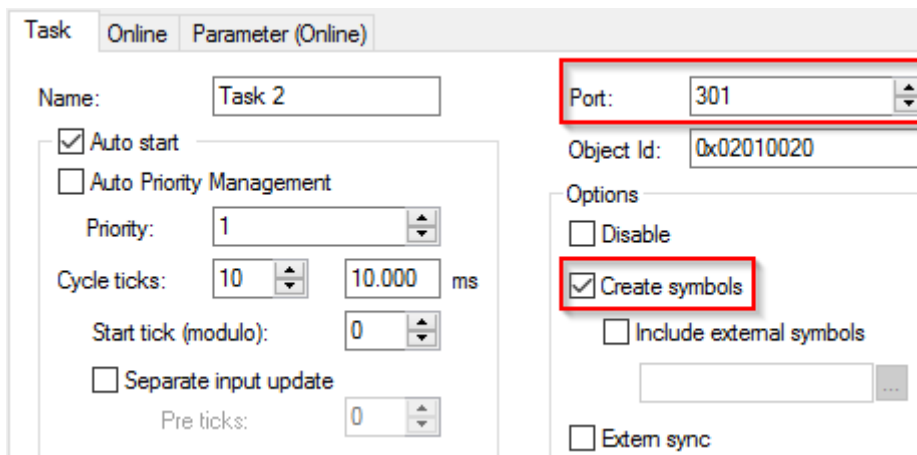 Task Online Parameter (Online)
Name: Task 2
Port: 301
Auto start
Object Id: 0x02010020
Auto Priority Management
Options
Priority: 1
Disable
Cycle ticks: 10 10.000 ms
Create symbols
Start tick (modulo): 0
Include external symbols
Separate input update
...
Pre ticks: 0
Extern sync